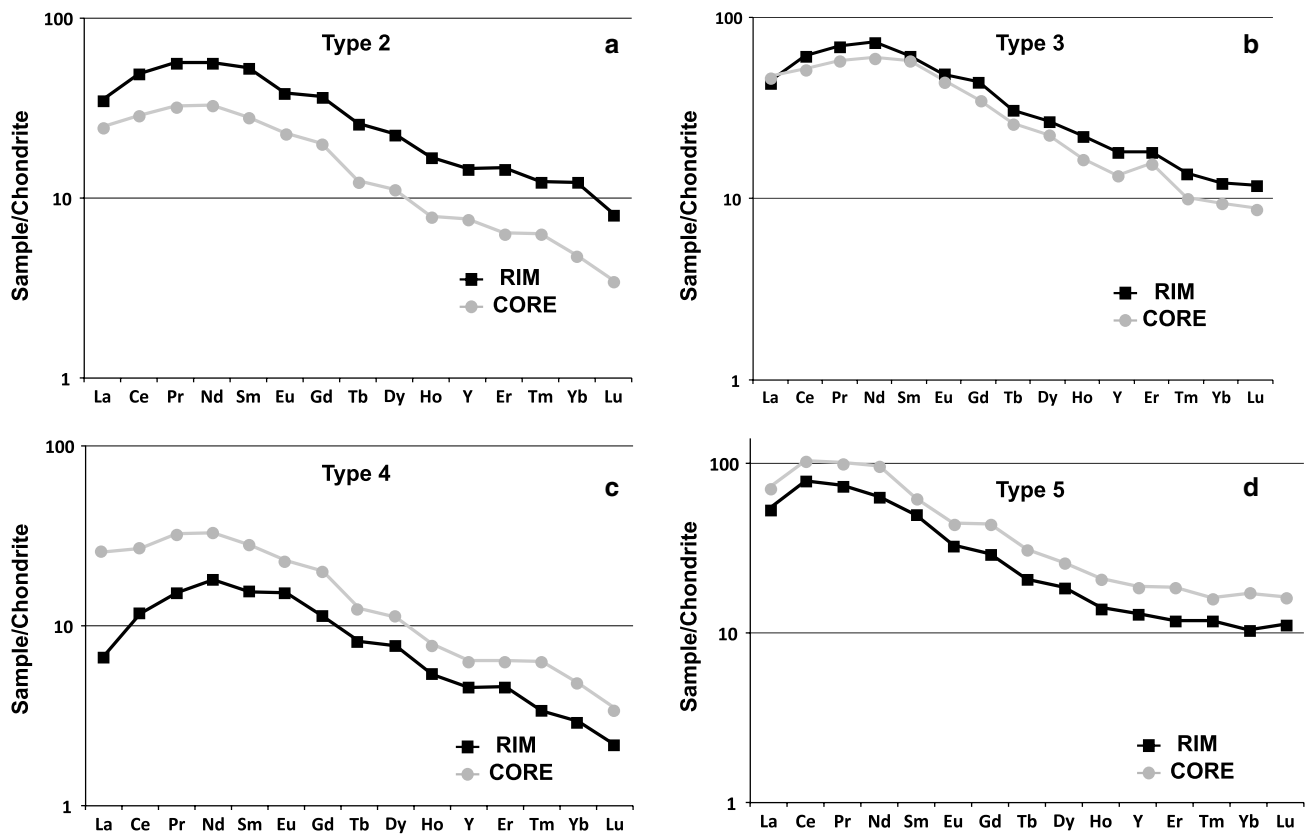 100
Type 2
a
Sample/Chondrite
10
RIM
CORE
1
La Ce Pr Nd Sm Eu Gd Tb Dy Ho Y Er Tm Yb Lu
100
Type 3
b
Sample/Chondrite
10
RIM
CORE
1
La Ce Pr Nd Sm Eu Gd Tb Dy Ho Y Er Tm Yb Lu
100
Type 4
c
Sample/Chondrite
10
RIM
CORE
1
La Ce Pr Nd Sm Eu Gd Tb Dy Ho Y Er Tm Yb Lu
100
Type 5
d
Sample/Chondrite
10
RIM
CORE
1
La Ce Pr Nd Sm Eu Gd Tb Dy Ho Y Er Tm Yb Lu